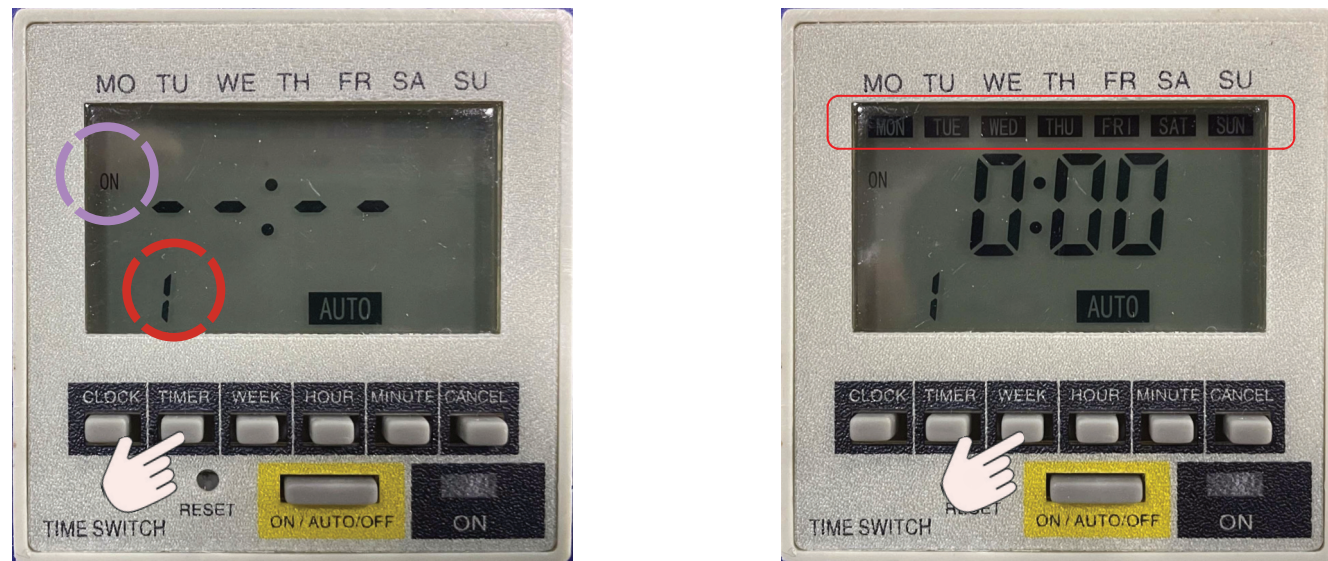 MO TU WE TH FR SA SU
ON
--:--
1 AUTO
CLOCK TIMER WEEK HOUR MINUTE CANCEL
RESET
TIME SWITCH ON / AUTO/OFF ON
MO TU WE TH FR SA SU
MON TUE WED THU FRI SAT SUN
ON 0:00
1 AUTO
CLOCK TIMER WEEK HOUR MINUTE CANCEL
RESET
TIME SWITCH ON / AUTO/OFF ON